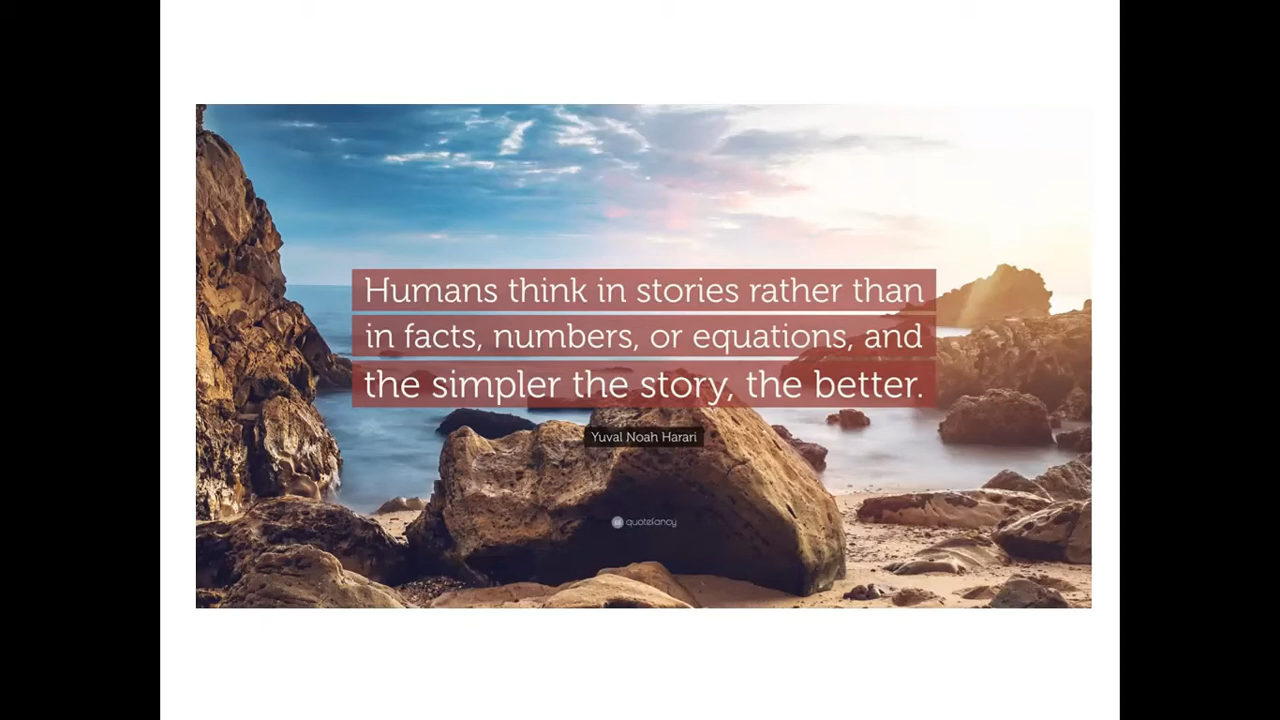 Humans think in stories rather than
in facts, numbers, or equations, and
the simpler the story, the better.
Yuval Noah Harari
quotefancy